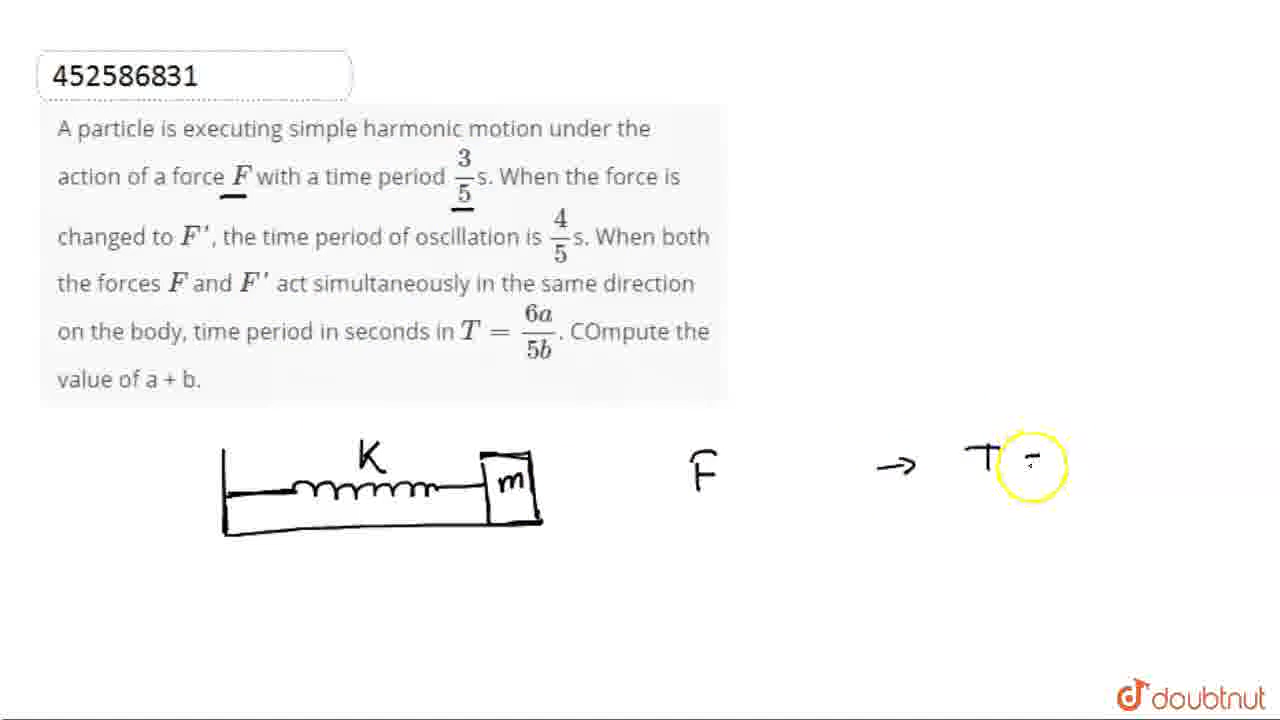 452586831
A particle is executing simple harmonic motion under the
action of a force F with a time period 3/5 s. When the force is
changed to F', the time period of oscillation is 4/5 s. When both
the forces F and F' act simultaneously in the same direction
on the body, time period in seconds in T = 6a/5b. COmpute the
value of a + b.
K
m
F → T =
doubtnut